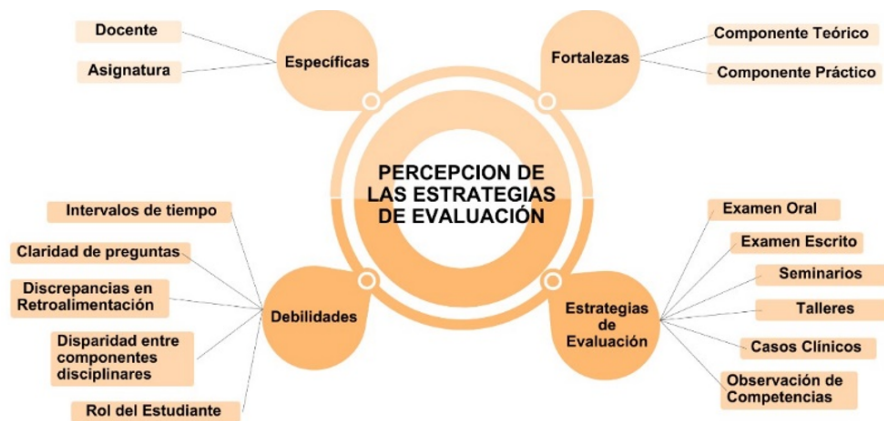 Docente
Asignatura
Específicas
Fortalezas
Componente Teórico
Componente Práctico
PERCEPCION DE
LAS ESTRATEGIAS
DE EVALUACIÓN
Intervalos de tiempo
Claridad de preguntas
Discrepancias en
Retroalimentación
Disparidad entre
componentes
disciplinares
Rol del Estudiante
Debilidades
Estrategias
de
Evaluación
Examen Oral
Examen Escrito
Seminarios
Talleres
Casos Clínicos
Observación de
Competencias